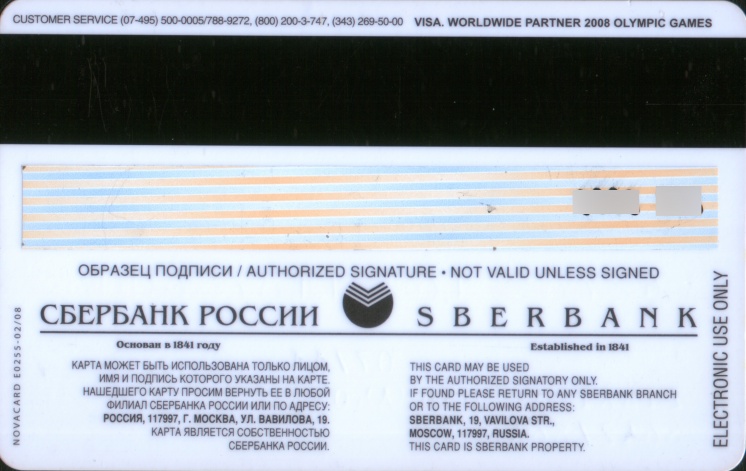 CUSTOMER SERVICE (07-495) 500-0005/788-9272, (800) 200-3-747, (343) 269-50-00 VISA. WORLDWIDE PARTNER 2008 OLYMPIC GAMES
ОБРАЗЕЦ ПОДПИСИ / AUTHORIZED SIGNATURE • NOT VALID UNLESS SIGNED
СБЕРБАНК РОССИИ
Основан в 1841 году
КАРТА МОЖЕТ БЫТЬ ИСПОЛЬЗОВАНА ТОЛЬКО ЛИЦОМ,
ИМЯ И ПОДПИСЬ КОТОРОГО УКАЗАНЫ НА КАРТЕ.
НАШЕДШЕГО КАРТУ ПРОСИМ ВЕРНУТЬ ЕЕ В ЛЮБОЙ
ФИЛИАЛ СБЕРБАНКА РОССИИ ИЛИ ПО АДРЕСУ:
РОССИЯ, 117997, Г. МОСКВА, УЛ. ВАВИЛОВА, 19.
КАРТА ЯВЛЯЕТСЯ СОБСТВЕННОСТЬЮ
СБЕРБАНКА РОССИИ.
SBERBANK
Established in 1841
THIS CARD MAY BE USED
BY THE AUTHORIZED SIGNATORY ONLY.
IF FOUND PLEASE RETURN TO ANY SBERBANK BRANCH
OR TO THE FOLLOWING ADDRESS:
SBERBANK, 19, VAVILOVA STR.,
MOSCOW, 117997, RUSSIA.
THIS CARD IS SBERBANK PROPERTY.
NOVACARD E0255-02/08
ELECTRONIC USE ONLY